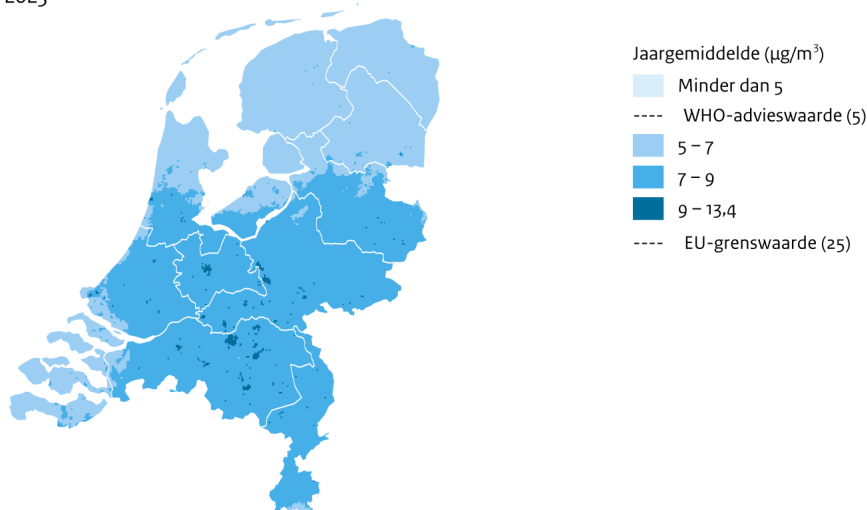 Jaargemiddelde (µg/m³)
Minder dan 5
WHO-advieswaarde (5)
5 – 7
7 – 9
9 – 13,4
EU-grenswaarde (25)